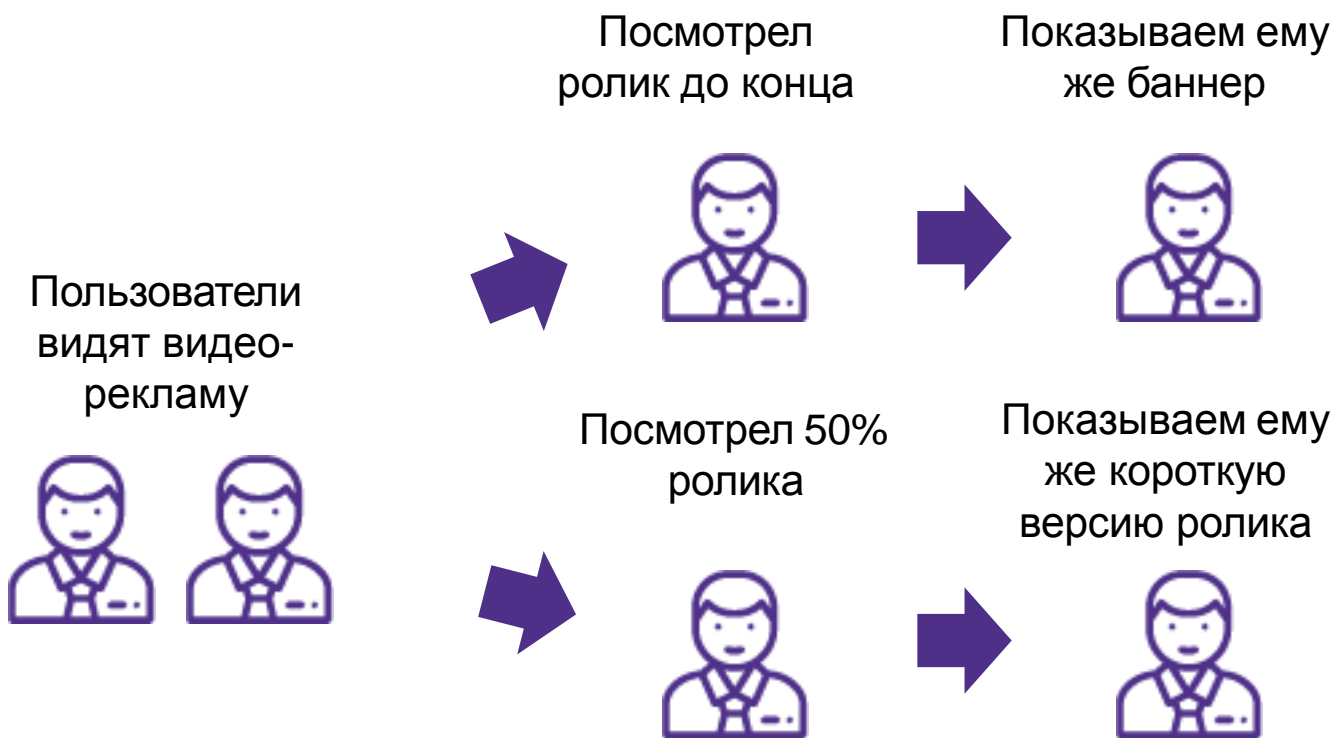 Пользователи
видят видео-
рекламу
Посмотрел
ролик до конца
Показываем ему
же баннер
Посмотрел 50%
ролика
Показываем ему
же короткую
версию ролика